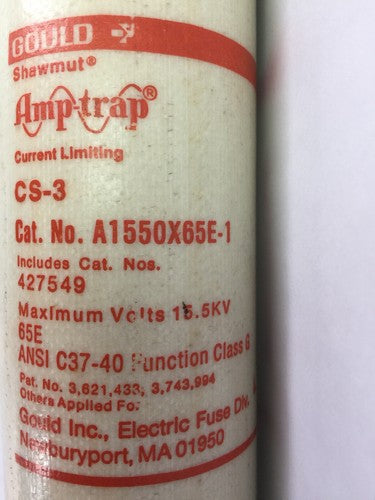 GOULD
Shawmut®
Amp-trap®
Current Limiting
CS-3
Cat. No. A1550X65E-1
Includes Cat. Nos.
427549
Maximum Volts 15.5KV
65E
ANSI C37-40 Function Class G
Pat. No. 3,621,433, 3,743,994
Others Applied For
Gould Inc., Electric Fuse Div.
Newburyport, MA 01950